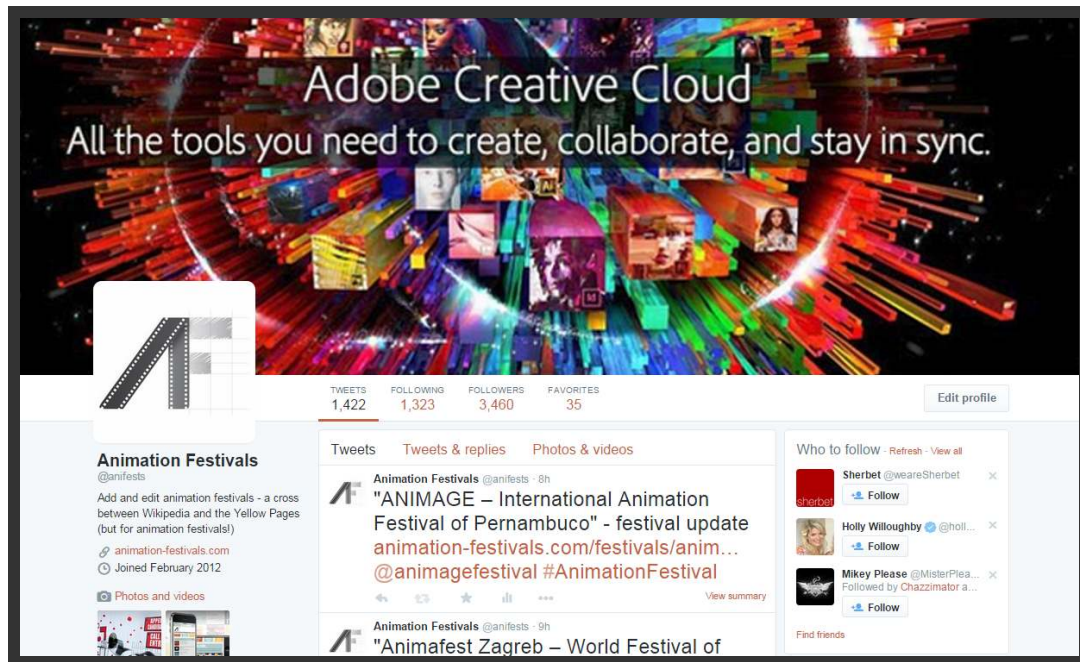 Adobe Creative Cloud
All the tools you need to create, collaborate, and stay in sync.
Ai
Id
TWEETS
1,422
FOLLOWING
1,323
FOLLOWERS
3,460
FAVORITES
35
Edit profile
Animation Festivals
@anifests
Add and edit animation festivals - a cross
between Wikipedia and the Yellow Pages
(but for animation festivals!)
animation-festivals.com
Joined February 2012
Photos and videos
Tweets Tweets & replies Photos & videos
Animation Festivals @anifests · 8h
"ANIMAGE – International Animation
Festival of Pernambuco" - festival update
animation-festivals.com/festivals/anim…
@animagefestival #AnimationFestival
View summary
Animation Festivals @anifests · 9h
"Animafest Zagreb – World Festival of
Who to follow · Refresh · View all
sherbet
Sherbet @weareSherbet
Follow
Holly Willoughby @holl...
Follow
Mikey Please @MisterPlea...
Followed by Chazzimator a...
Follow
Find friends